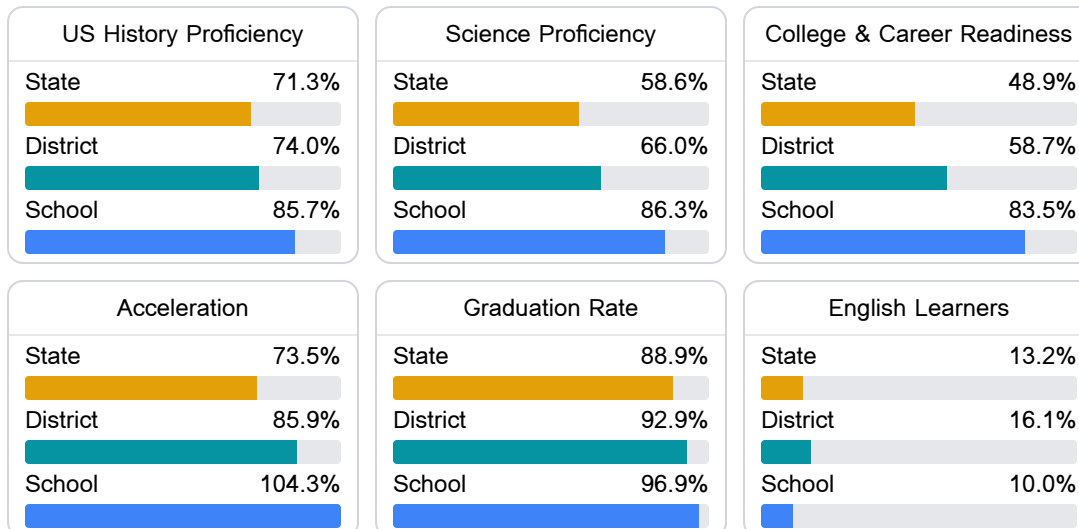 US History Proficiency
State 71.3%
District 74.0%
School 85.7%
Science Proficiency
State 58.6%
District 66.0%
School 86.3%
College & Career Readiness
State 48.9%
District 58.7%
School 83.5%
Acceleration
State 73.5%
District 85.9%
School 104.3%
Graduation Rate
State 88.9%
District 92.9%
School 96.9%
English Learners
State 13.2%
District 16.1%
School 10.0%